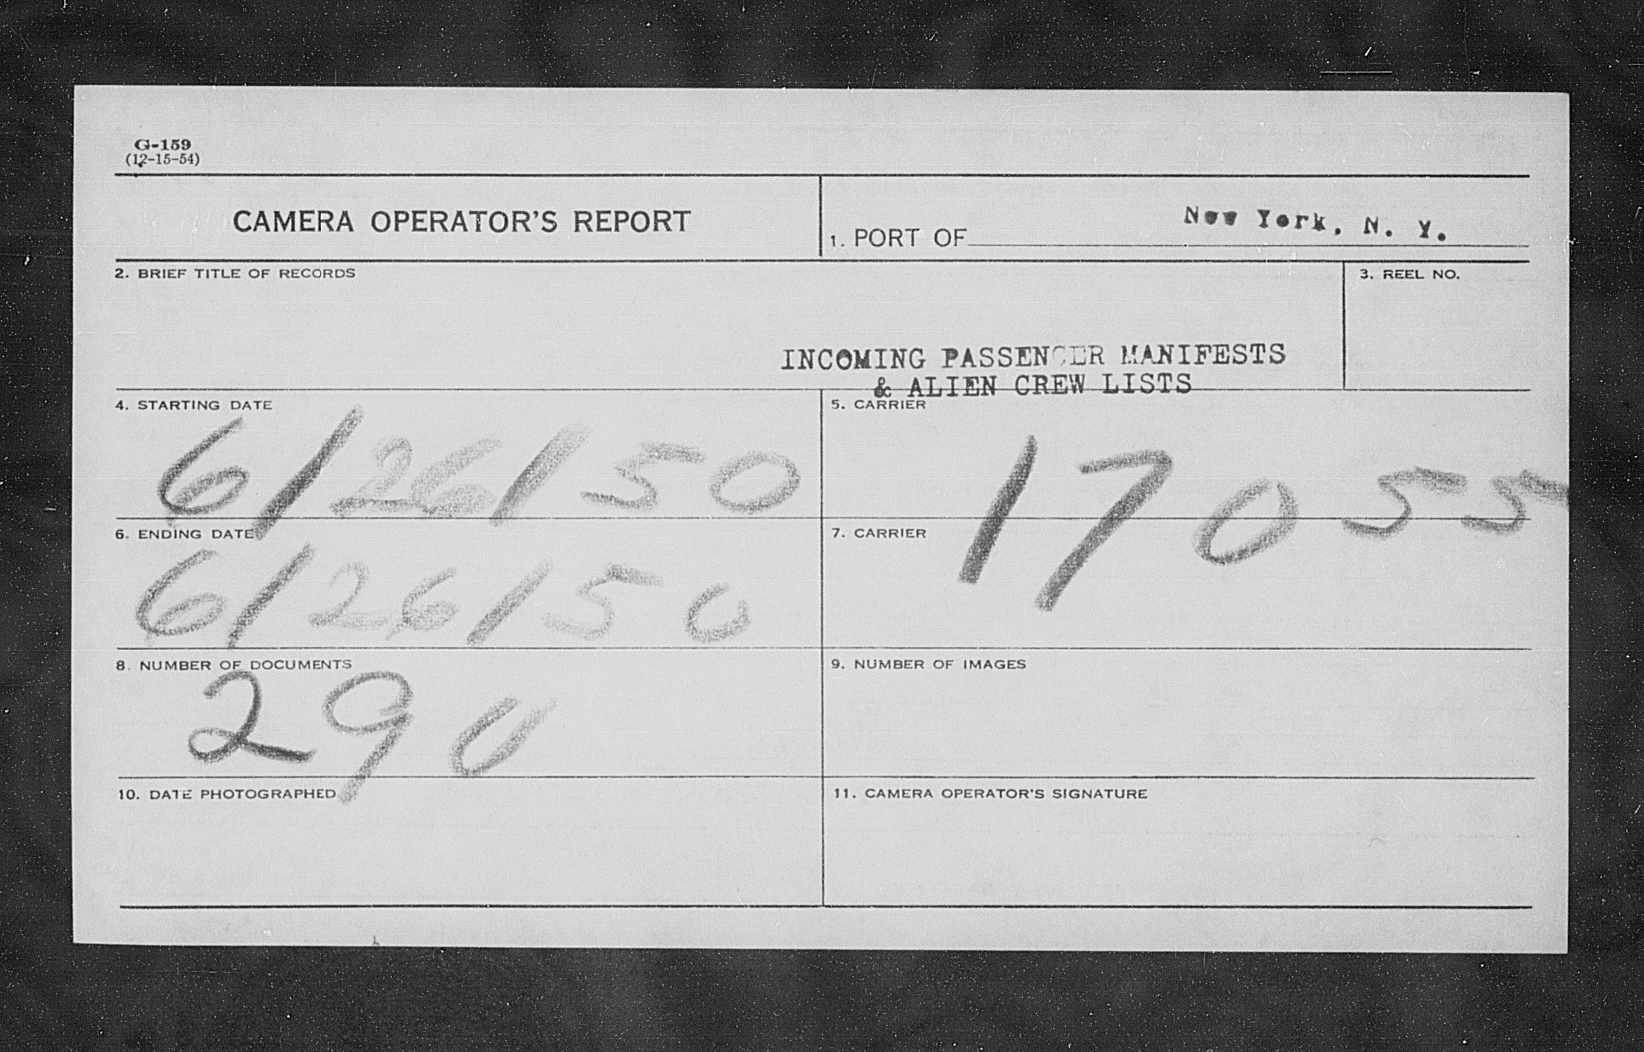 G-159
(12-15-54)
CAMERA OPERATOR'S REPORT
1. PORT OF New York, N. Y.
2. BRIEF TITLE OF RECORDS
3. REEL NO.
INCOMING PASSENGER MANIFESTS
& ALIEN CREW LISTS
4. STARTING DATE
6/26/50
5. CARRIER
17055
6. ENDING DATE
6/26/50
7. CARRIER
8. NUMBER OF DOCUMENTS
290
9. NUMBER OF IMAGES
10. DATE PHOTOGRAPHED
11. CAMERA OPERATOR'S SIGNATURE